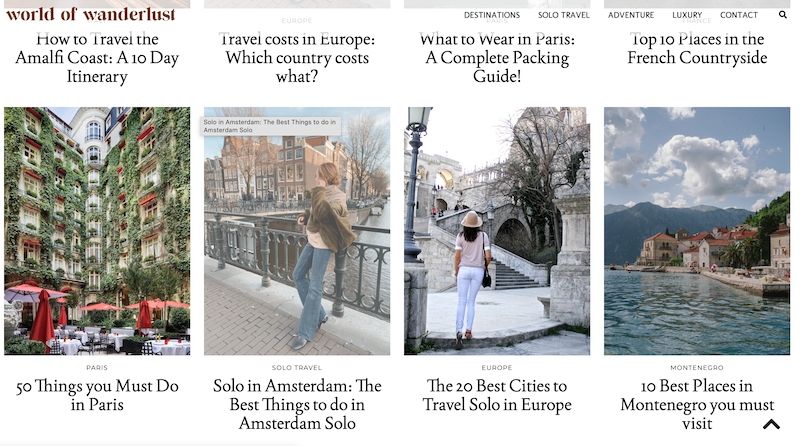 world of wanderlust
DESTINATIONS
SOLO TRAVEL
ADVENTURE
LUXURY
CONTACT
EUROPE
FRANCE
How to Travel the
Amalfi Coast: A 10 Day
Itinerary
Travel costs in Europe:
Which country costs
what?
What to Wear in Paris:
A Complete Packing
Guide!
Top 10 Places in the
French Countryside
Solo in Amsterdam: The Best Things to do in
Amsterdam Solo
PARIS
50 Things you Must Do
in Paris
SOLO TRAVEL
Solo in Amsterdam: The
Best Things to do in
Amsterdam Solo
EUROPE
The 20 Best Cities to
Travel Solo in Europe
MONTENEGRO
10 Best Places in
Montenegro you must
visit